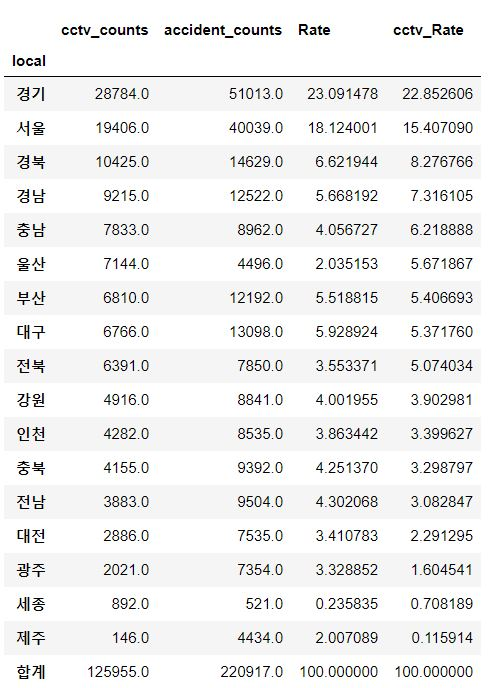 cctv_counts accident_counts Rate cctv_Rate
local
경기 28784.0 51013.0 23.091478 22.852606
서울 19406.0 40039.0 18.124001 15.407090
경북 10425.0 14629.0 6.621944 8.276766
경남 9215.0 12522.0 5.668192 7.316105
충남 7833.0 8962.0 4.056727 6.218888
울산 7144.0 4496.0 2.035153 5.671867
부산 6810.0 12192.0 5.518815 5.406693
대구 6766.0 13098.0 5.928924 5.371760
전북 6391.0 7850.0 3.553371 5.074034
강원 4916.0 8841.0 4.001955 3.902981
인천 4282.0 8535.0 3.863442 3.399627
충북 4155.0 9392.0 4.251370 3.298797
전남 3883.0 9504.0 4.302068 3.082847
대전 2886.0 7535.0 3.410783 2.291295
광주 2021.0 7354.0 3.328852 1.604541
세종 892.0 521.0 0.235835 0.708189
제주 146.0 4434.0 2.007089 0.115914
합계 125955.0 220917.0 100.000000 100.000000